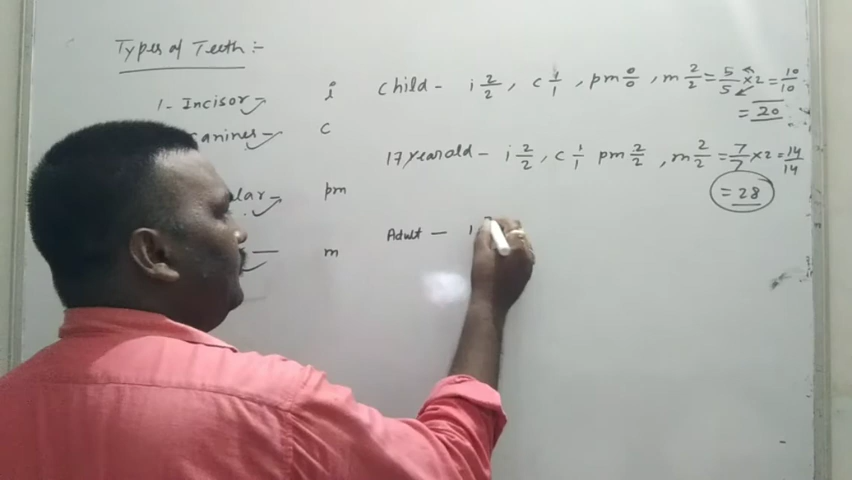 Types of Teeth :-
1- Incisor i
anines - c
lar - pm
m
child - i 2/2, c 1/1, pm 0/0, m 2/2 = 5/5 x2 = 10/10
= 20
17 year old - i 2/2, c 1/1 pm 2/2, m 2/2 = 7/7 x2 = 14/14
= 28
Adult - i